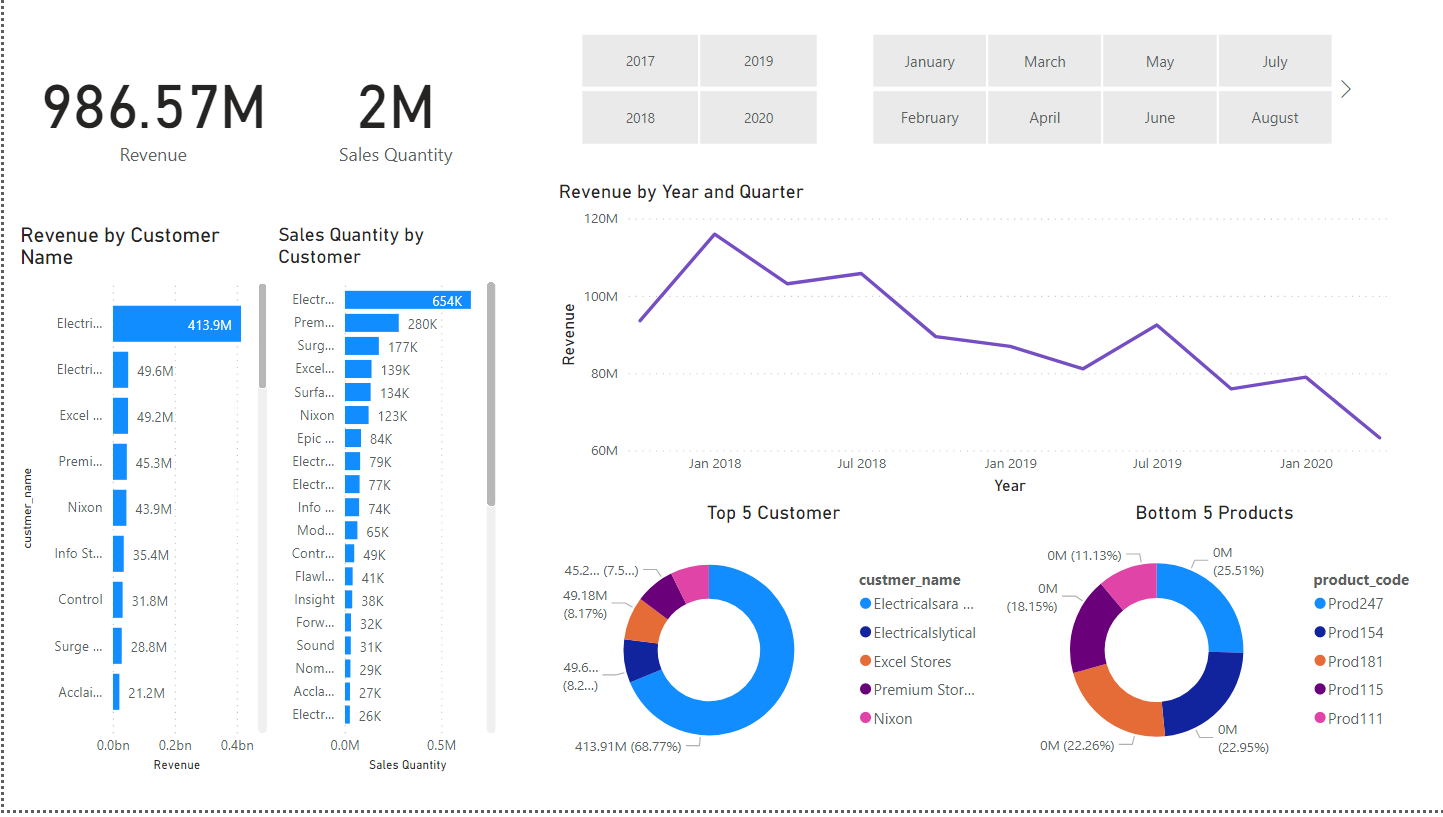 986.57M
Revenue
2M
Sales Quantity
2017
2019
2018
2020
January
March
May
July
February
April
June
August
Revenue by Customer
Name
custmer_name
Electri...
413.9M
Electri...
49.6M
Excel ...
49.2M
Premi...
45.3M
Nixon
43.9M
Info St...
35.4M
Control
31.8M
Surge ...
28.8M
Acclai...
21.2M
0.0bn
0.2bn
0.4bn
Revenue
Sales Quantity by
Customer
Electr...
654K
Prem...
280K
Surg...
177K
Excel...
139K
Surfa...
134K
Nixon
123K
Epic ...
84K
Electr...
79K
Electr...
77K
Info ...
74K
Mod...
65K
Contr...
49K
Flawl...
41K
Insight
38K
Forw...
32K
Sound
31K
Nom...
29K
Accla...
27K
Electr...
26K
0.0M
0.5M
Sales Quantity
Revenue by Year and Quarter
Revenue
120M
100M
80M
60M
Jan 2018
Jul 2018
Jan 2019
Jul 2019
Jan 2020
Year
Top 5 Customer
45.2... (7.5...)
49.18M
(8.17%)
49.6...
(8.2...)
413.91M (68.77%)
custmer_name
Electricalsara ...
Electricalslytical
Excel Stores
Premium Stor...
Nixon
Bottom 5 Products
0M (11.13%)
0M
(25.51%)
0M
(18.15%)
0M (22.26%)
0M
(22.95%)
product_code
Prod247
Prod154
Prod181
Prod115
Prod111